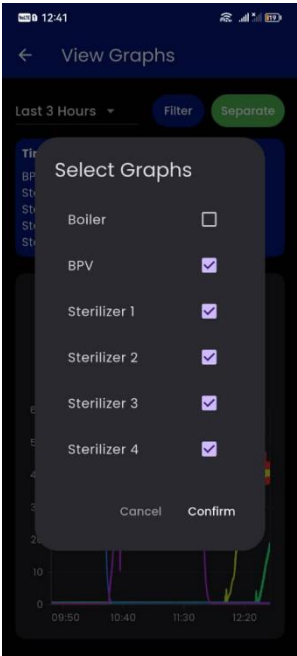 12:41
View Graphs
Last 3 Hours
Filter
Separate
Select Graphs
Boiler
BPV
Sterilizer 1
Sterilizer 2
Sterilizer 3
Sterilizer 4
Cancel
Confirm
10
0
09:50
10:40
11:30
12:20